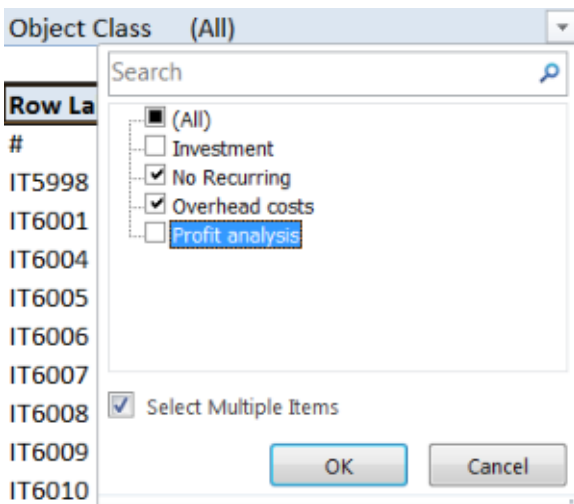 Object Class (All)
Search
Row La
(All)
#
Investment
IT5998
No Recurring
Overhead costs
IT6001
Profit analysis
IT6004
IT6005
IT6006
IT6007
IT6008
Select Multiple Items
IT6009
OK Cancel
IT6010